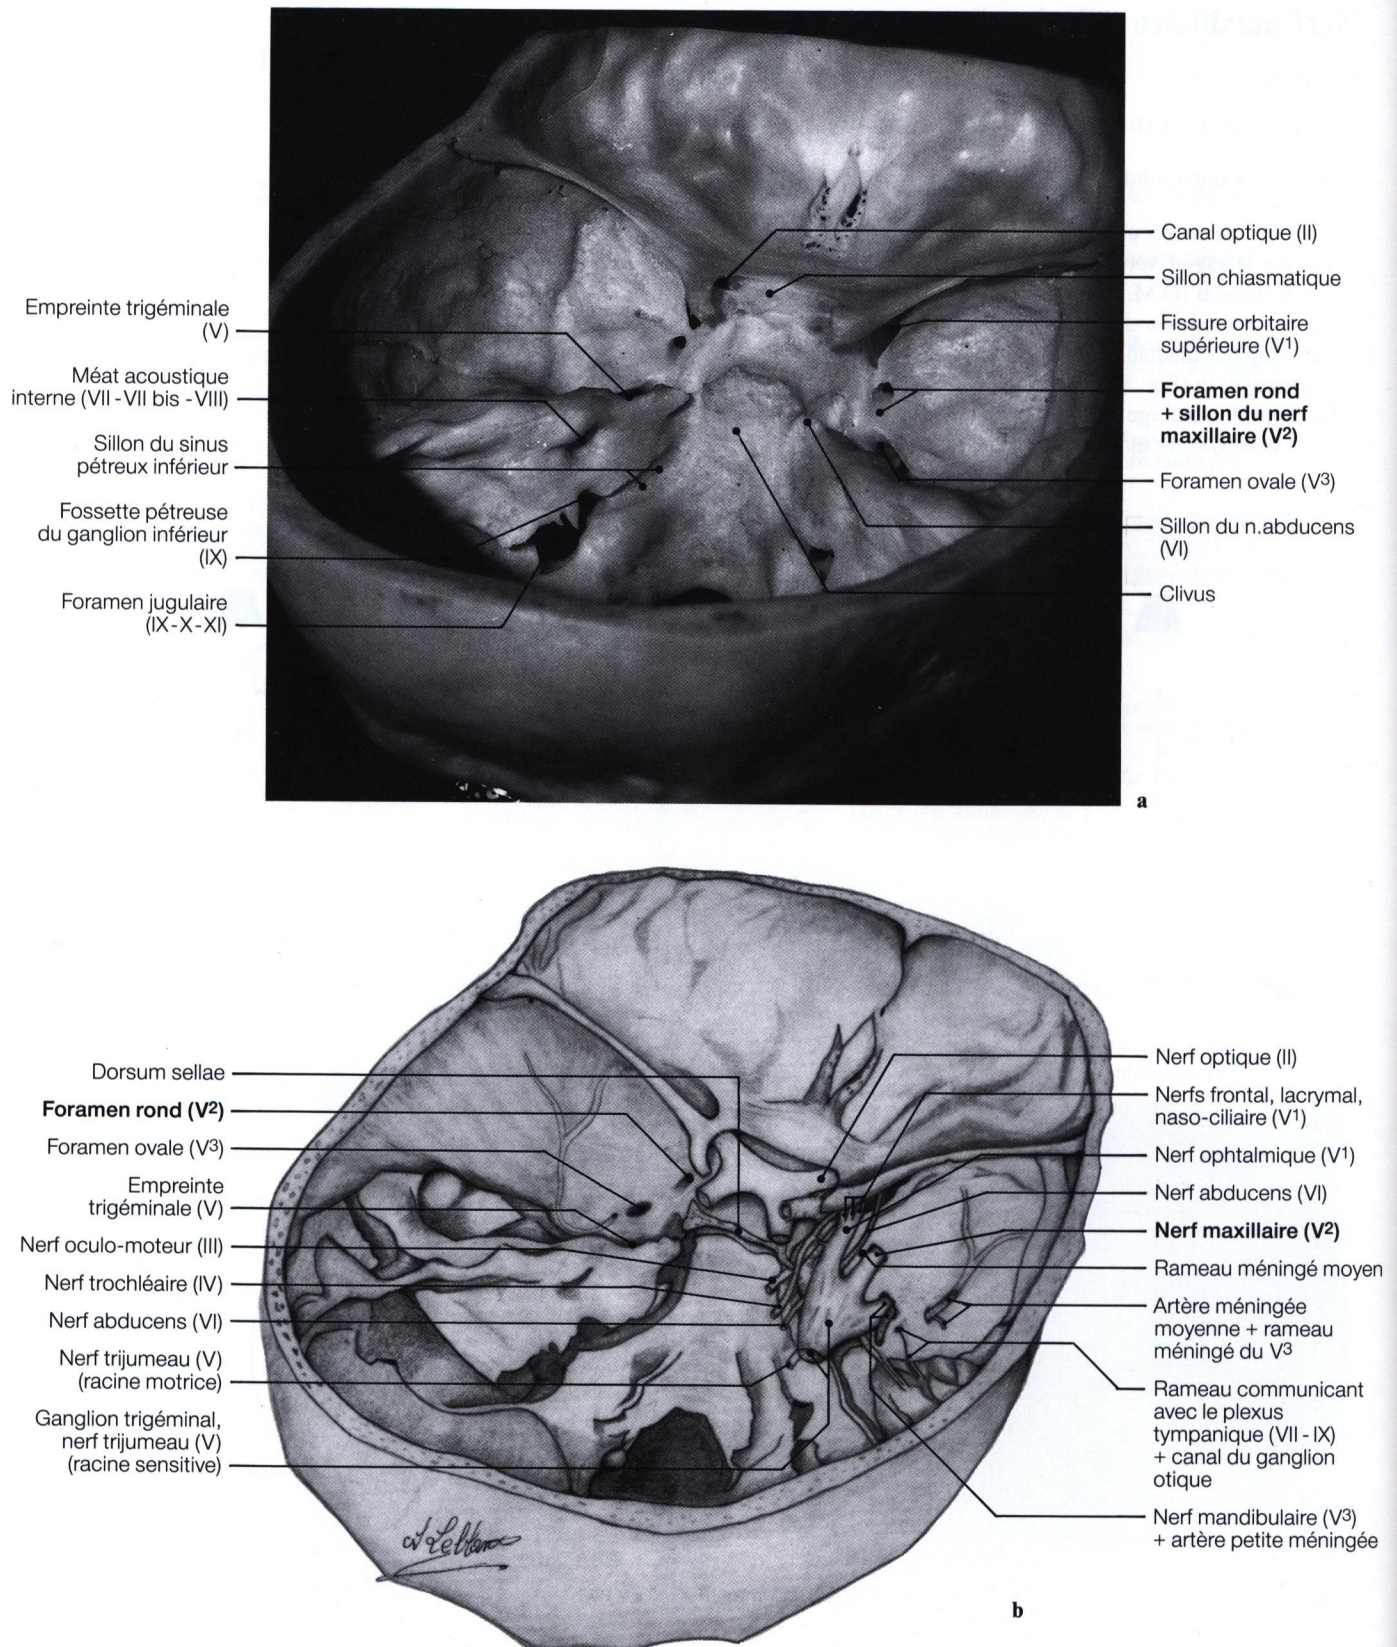 Empreinte trigéminale
(V)
Méat acoustique
interne (VII - VII bis - VIII)
Sillon du sinus
pétreux inférieur
Fossette pétreuse
du ganglion inférieur
(IX)
Foramen jugulaire
(IX - X - XI)
Canal optique (II)
Sillon chiasmatique
Fissure orbitaire
supérieure (V1)
Foramen rond
+ sillon du nerf
maxillaire (V2)
Foramen ovale (V3)
Sillon du n.abducens
(VI)
Clivus
a
Dorsum sellae
Foramen rond (V2)
Foramen ovale (V3)
Empreinte
trigéminale (V)
Nerf oculo-moteur (III)
Nerf trochléaire (IV)
Nerf abducens (VI)
Nerf trijumeau (V)
(racine motrice)
Ganglion trigéminal,
nerf trijumeau (V)
(racine sensitive)
Nerf optique (II)
Nerfs frontal, lacrymal,
naso-ciliaire (V1)
Nerf ophtalmique (V1)
Nerf abducens (VI)
Nerf maxillaire (V2)
Rameau méningé moyen
Artère méningée
moyenne + rameau
méningé du V3
Rameau communicant
avec le plexus
tympanique (VII - IX)
+ canal du ganglion
otique
Nerf mandibulaire (V3)
+ artère petite méningée
b